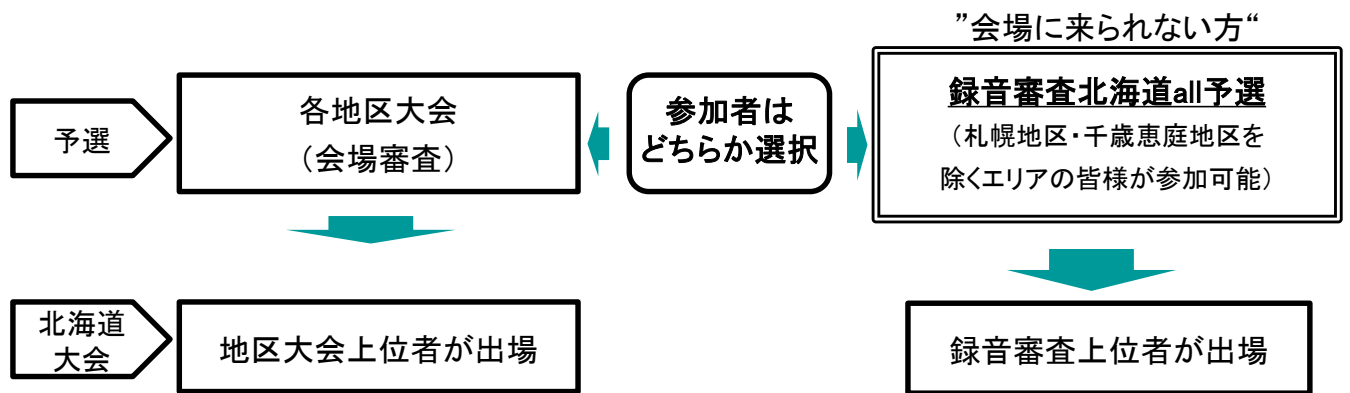 ”会場に来られない方“
予選
各地区大会
（会場審査）
参加者は
どちらか選択
録音審査北海道all予選
（札幌地区・千歳恵庭地区を
除くエリアの皆様が参加可能）
北海道
大会
地区大会上位者が出場
録音審査上位者が出場